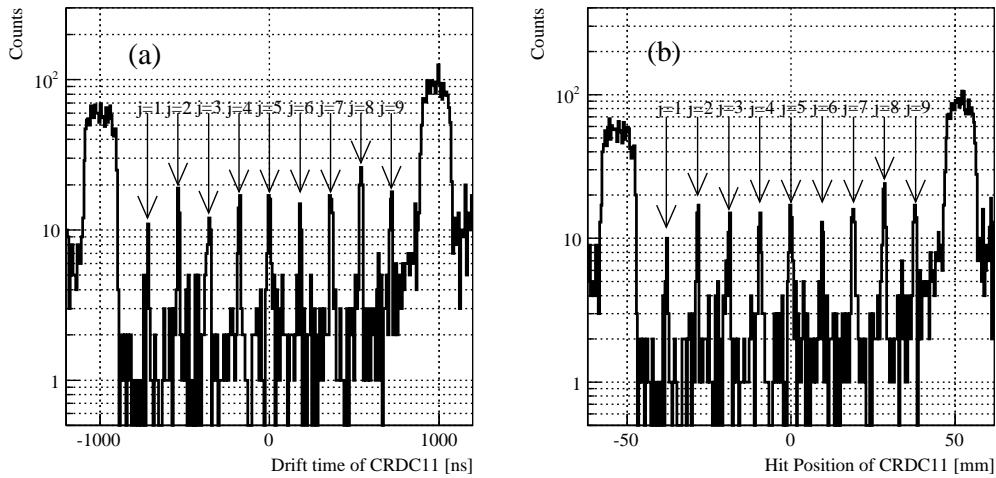 Counts
(a)
10²
j=1 j=2 j=3 j=4 j=5 j=6 j=7 j=8 j=9
10
1
-1000 0 1000
Drift time of CRDC11 [ns]
Counts
(b)
10²
j=1 j=2 j=3 j=4 j=5 j=6 j=7 j=8 j=9
10
1
-50 0 50
Hit Position of CRDC11 [mm]